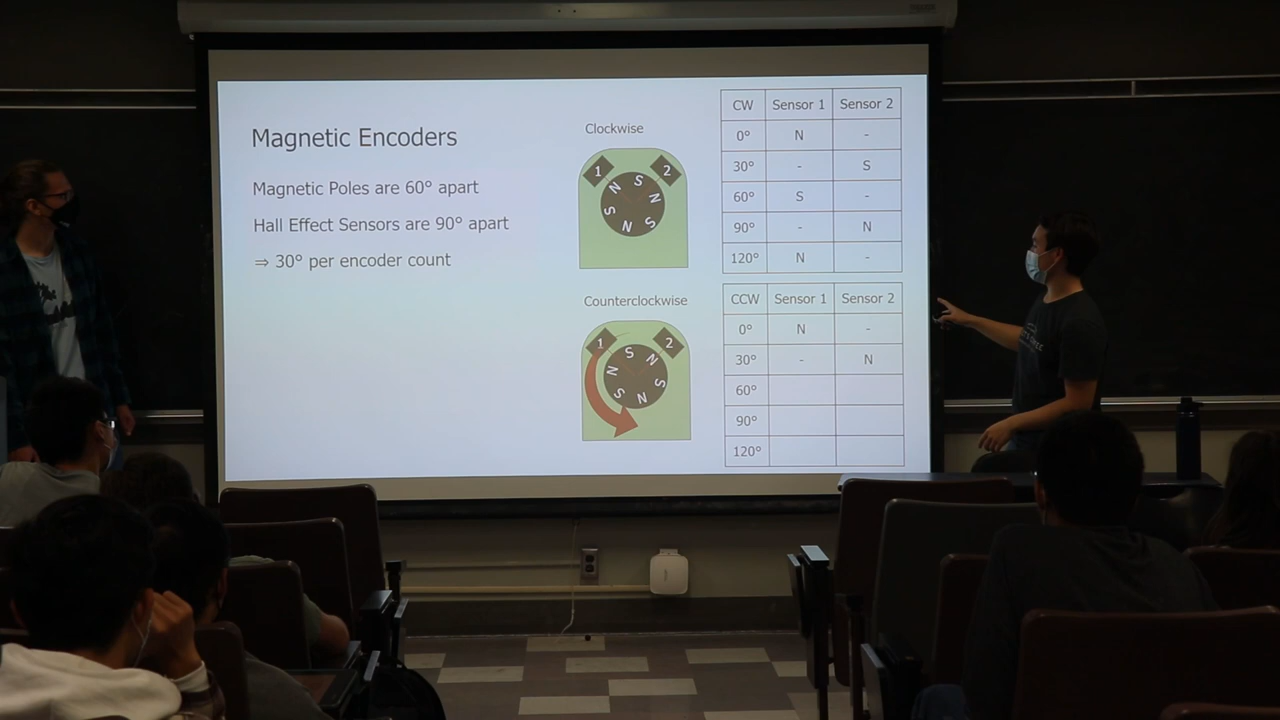 Magnetic Encoders
Magnetic Poles are 60° apart
Hall Effect Sensors are 90° apart
⇒ 30° per encoder count
Clockwise
1 2
N S N S N S
Counterclockwise
1 2
N S N S N S
CW Sensor 1 Sensor 2
0° N -
30° - S
60° S -
90° - N
120° N -
CCW Sensor 1 Sensor 2
0° N -
30° - N
60°
90°
120°